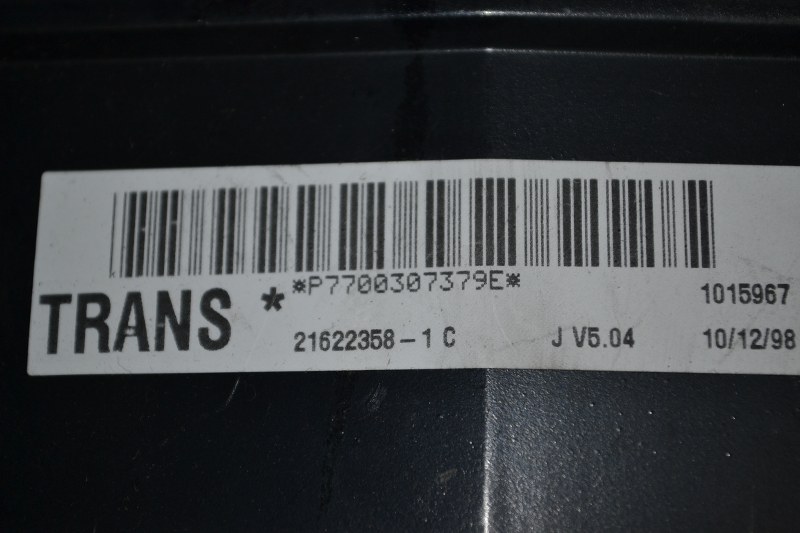 *P7700307379E*
TRANS *
21622358-1 C J V5.04
1015967
10/12/98